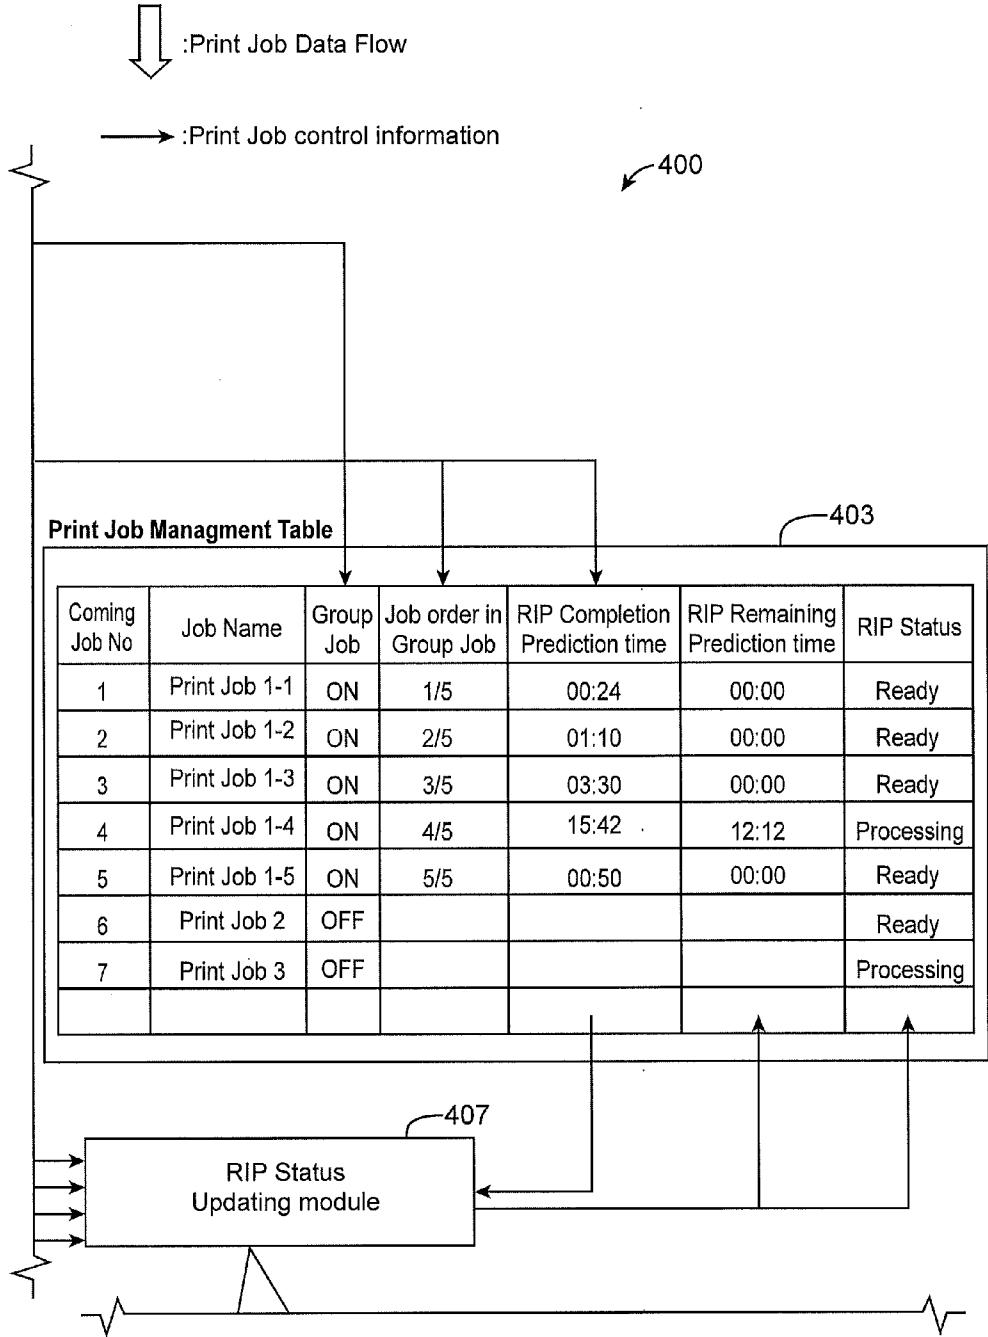 :Print Job Data Flow
:Print Job control information
400
Print Job Managment Table
403
Coming Job No | Job Name | Group Job | Job order in Group Job | RIP Completion Prediction time | RIP Remaining Prediction time | RIP Status
1 | Print Job 1-1 | ON | 1/5 | 00:24 | 00:00 | Ready
2 | Print Job 1-2 | ON | 2/5 | 01:10 | 00:00 | Ready
3 | Print Job 1-3 | ON | 3/5 | 03:30 | 00:00 | Ready
4 | Print Job 1-4 | ON | 4/5 | 15:42 | 12:12 | Processing
5 | Print Job 1-5 | ON | 5/5 | 00:50 | 00:00 | Ready
6 | Print Job 2 | OFF | Ready
7 | Print Job 3 | OFF | Processing
407
RIP Status
Updating module